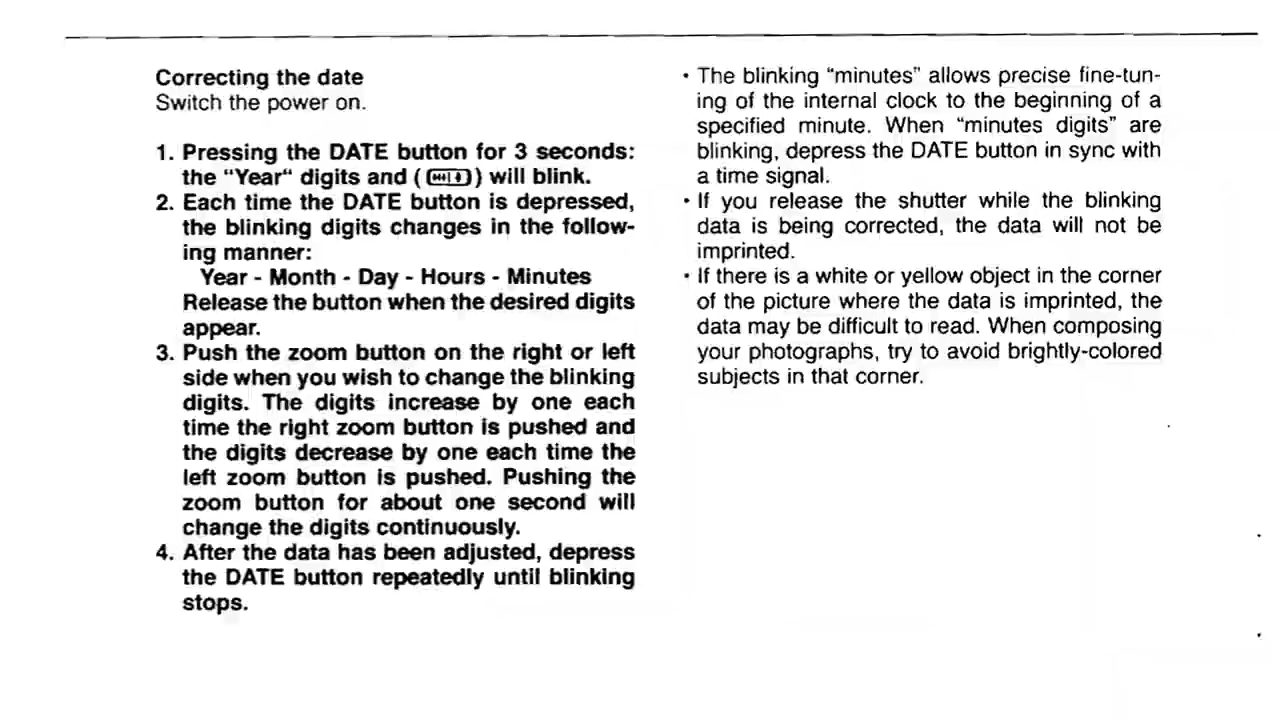 Correcting the date
Switch the power on.
1. Pressing the DATE button for 3 seconds:
the "Year" digits and ( ) will blink.
2. Each time the DATE button is depressed,
the blinking digits changes in the follow-
ing manner:
Year - Month - Day - Hours - Minutes
Release the button when the desired digits
appear.
3. Push the zoom button on the right or left
side when you wish to change the blinking
digits. The digits increase by one each
time the right zoom button is pushed and
the digits decrease by one each time the
left zoom button is pushed. Pushing the
zoom button for about one second will
change the digits continuously.
4. After the data has been adjusted, depress
the DATE button repeatedly until blinking
stops.
• The blinking "minutes" allows precise fine-tun-
ing of the internal clock to the beginning of a
specified minute. When "minutes digits" are
blinking, depress the DATE button in sync with
a time signal.
• If you release the shutter while the blinking
data is being corrected, the data will not be
imprinted.
• If there is a white or yellow object in the corner
of the picture where the data is imprinted, the
data may be difficult to read. When composing
your photographs, try to avoid brightly-colored
subjects in that corner.